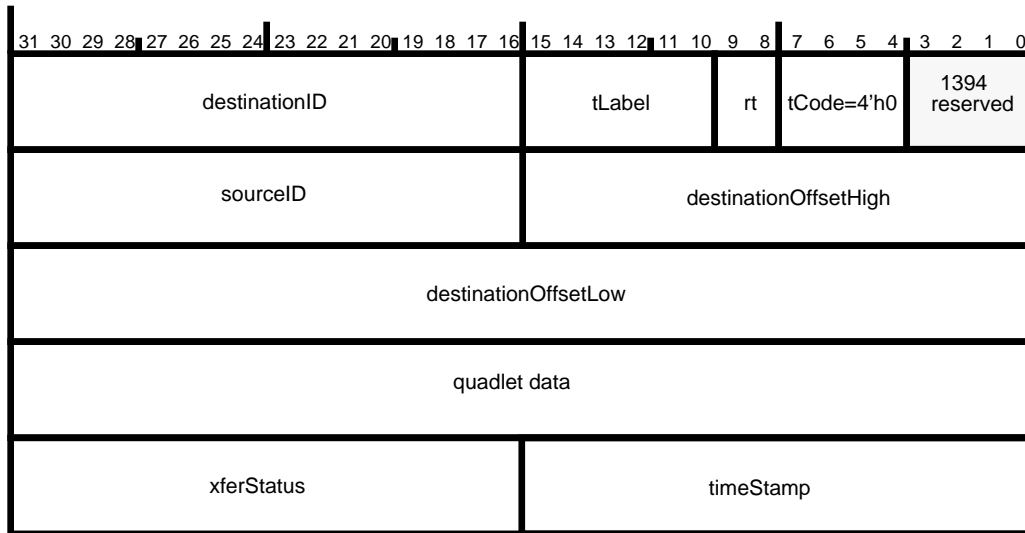 31 30 29 28 27 26 25 24 23 22 21 20 19 18 17 16 15 14 13 12 11 10 9 8 7 6 5 4 3 2 1 0
destinationID tLabel rt tCode=4'h0 1394
reserved
sourceID destinationOffsetHigh
destinationOffsetLow
quadlet data
xferStatus timeStamp